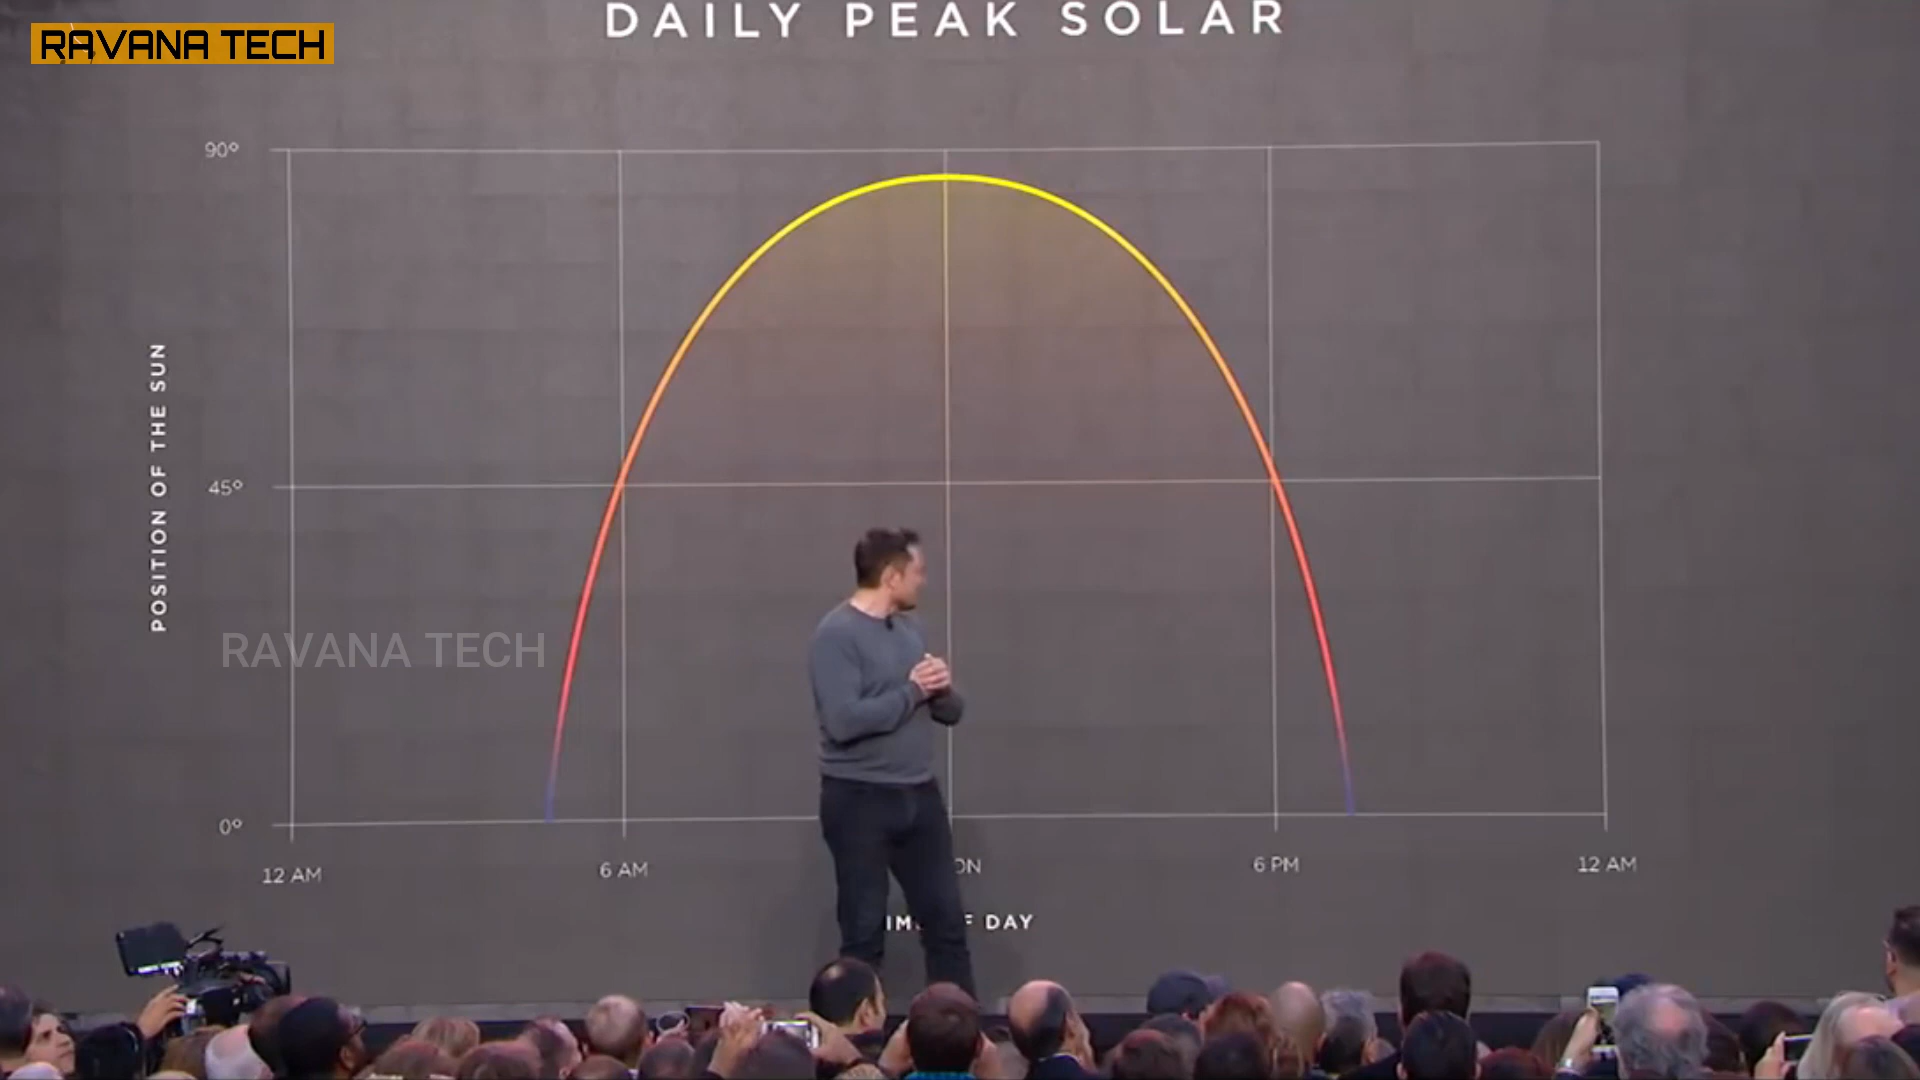 DAILY PEAK SOLAR
RAVANA TECH
90°
POSITION OF THE SUN
45°
RAVANA TECH
0°
12 AM
6 AM
6 PM
12 AM
DAY